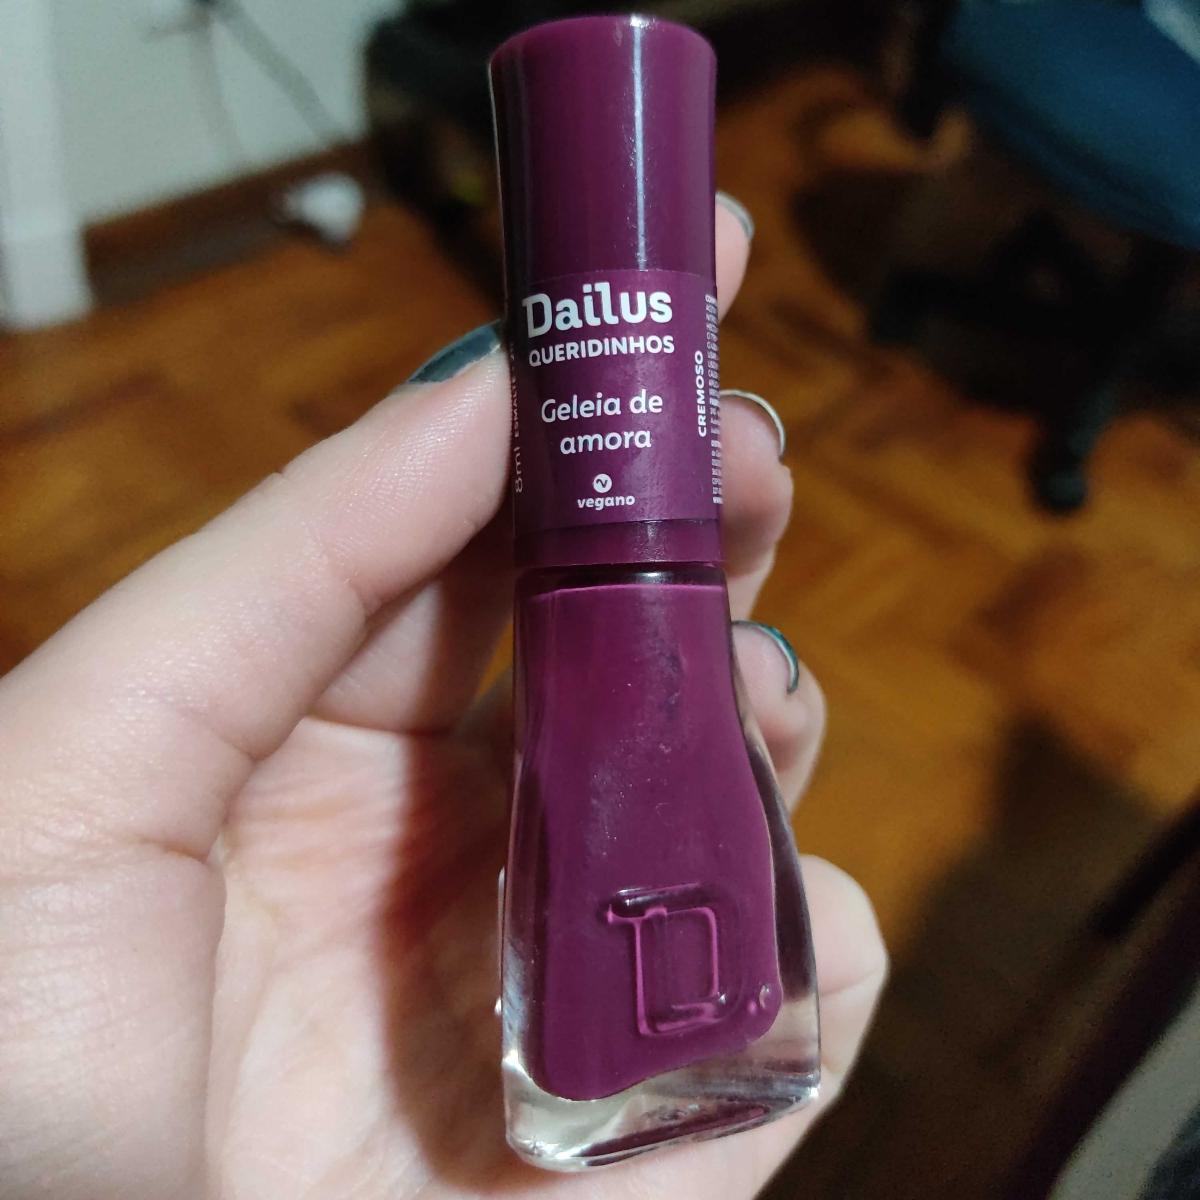 Dailus
QUERIDINHOS
Geleia de
amora
vegano
CREMOSO
8ml
D.